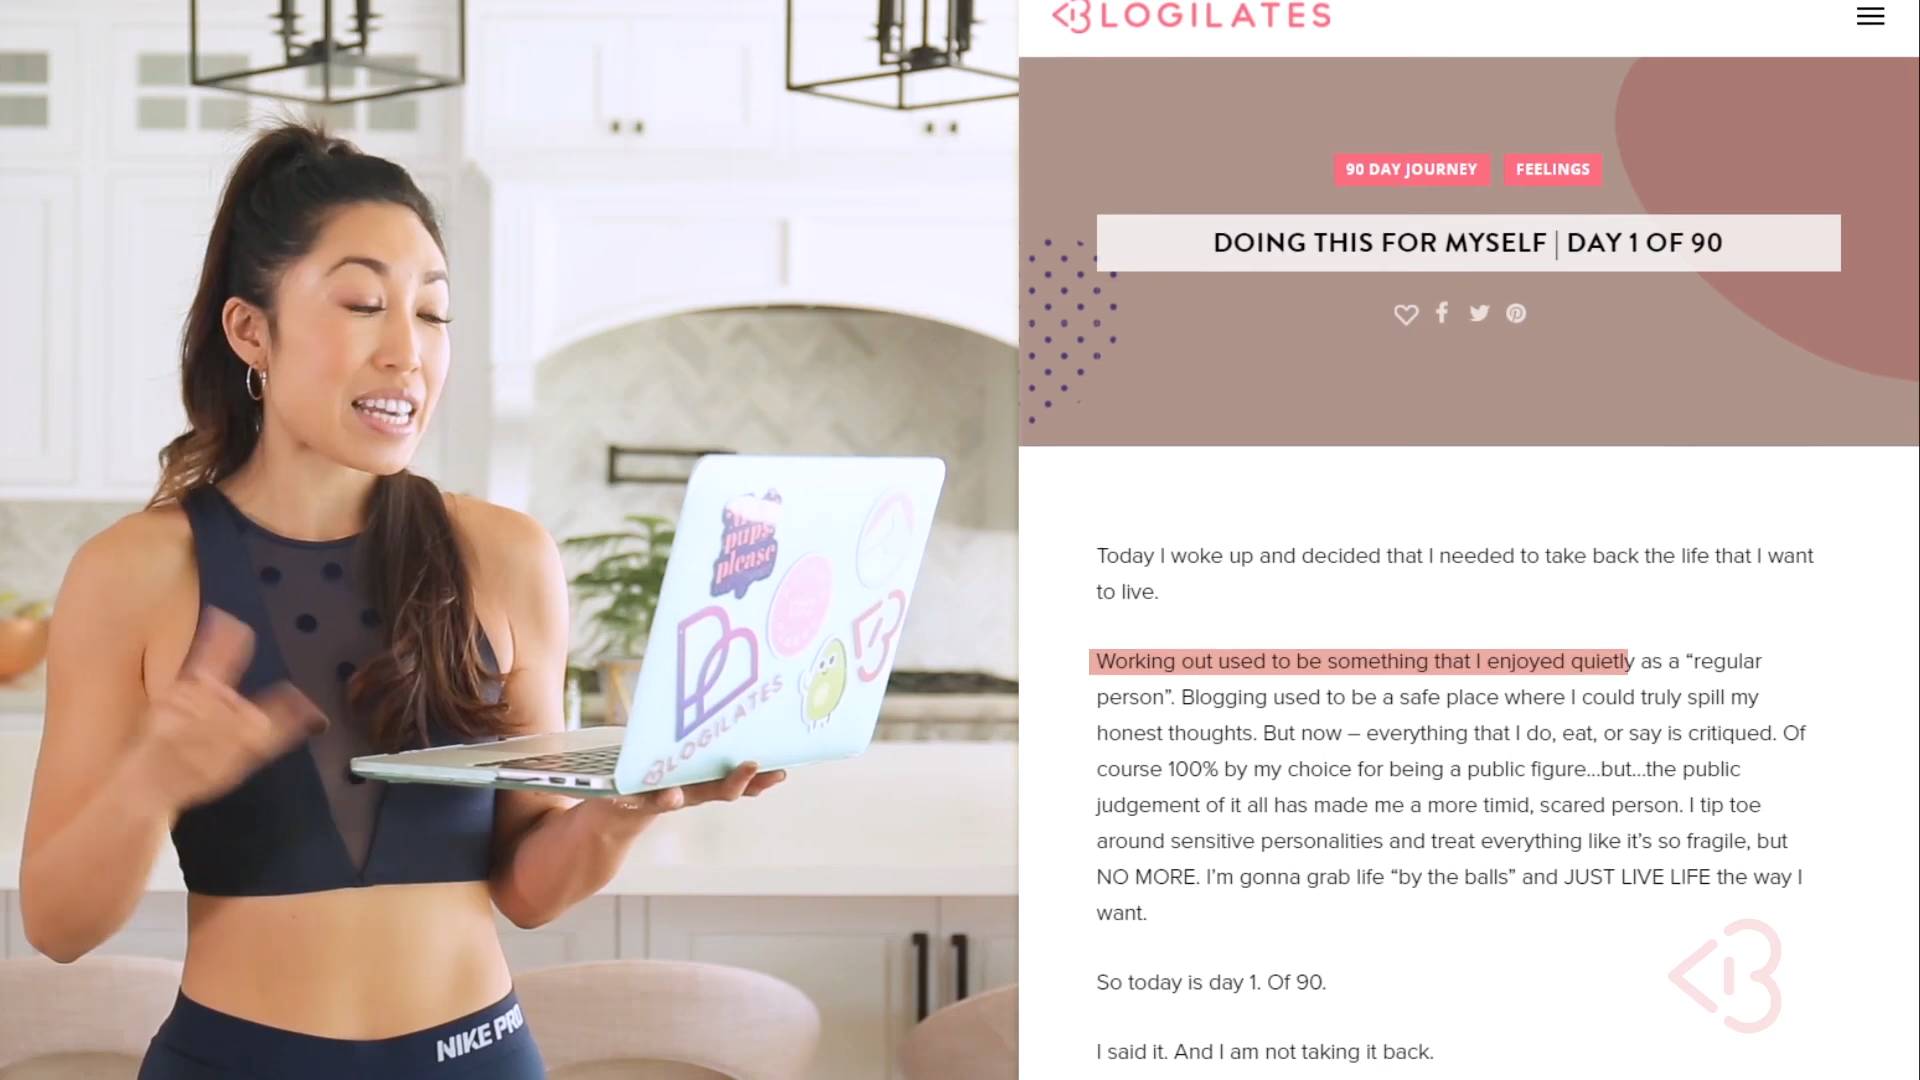 BLOGILATES
90 DAY JOURNEY
FEELINGS
DOING THIS FOR MYSELF | DAY 1 OF 90
Today I woke up and decided that I needed to take back the life that I want
to live.
Working out used to be something that I enjoyed quietly as a “regular
person”. Blogging used to be a safe place where I could truly spill my
honest thoughts. But now – everything that I do, eat, or say is critiqued. Of
course 100% by my choice for being a public figure...but...the public
judgement of it all has made me a more timid, scared person. I tip toe
around sensitive personalities and treat everything like it’s so fragile, but
NO MORE. I’m gonna grab life “by the balls” and JUST LIVE LIFE the way I
want.
So today is day 1. Of 90.
I said it. And I am not taking it back.
pups
please
BLOGILATES
NIKE PRO